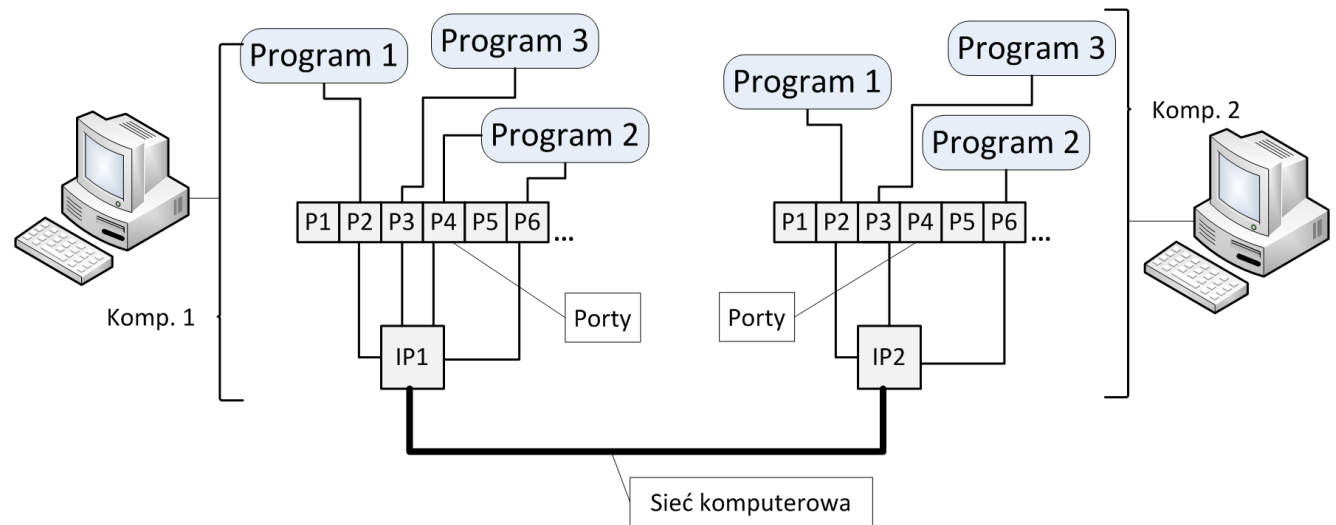 Program 1
Program 3
Program 2
P1 P2 P3 P4 P5 P6 ...
Komp. 1
Porty
IP1
Program 1
Program 3
Program 2
Komp. 2
P1 P2 P3 P4 P5 P6 ...
Porty
IP2
Sieć komputerowa